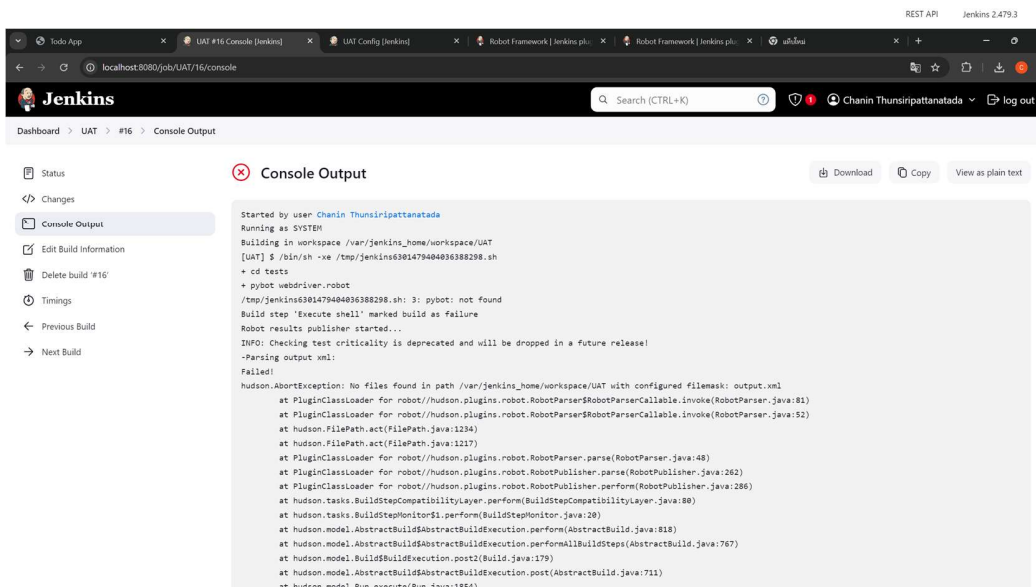 REST API Jenkins 2.479.3
Todo App UAT #16 Console [Jenkins] UAT Config [Jenkins] Robot Framework | Jenkins plug Robot Framework | Jenkins plug แท็บใหม่
localhost:8080/job/UAT/16/console
Jenkins Search (CTRL+K) 1 Chanin Thunsiripattanatada log out
Dashboard > UAT > #16 > Console Output
Status
Changes
Console Output
Edit Build Information
Delete build '#16'
Timings
Previous Build
Next Build
Console Output Download Copy View as plain text
Started by user Chanin Thunsiripattanatada
Running as SYSTEM
Building in workspace /var/jenkins_home/workspace/UAT
[UAT] $ /bin/sh -xe /tmp/jenkins6301479404036388298.sh
+ cd tests
+ pybot webdriver.robot
/tmp/jenkins6301479404036388298.sh: 3: pybot: not found
Build step 'Execute shell' marked build as failure
Robot results publisher started...
INFO: Checking test criticality is deprecated and will be dropped in a future release!
-Parsing output xml:
Failed!
hudson.AbortException: No files found in path /var/jenkins_home/workspace/UAT with configured filemask: output.xml
at PluginClassLoader for robot//hudson.plugins.robot.RobotParser$RobotParserCallable.invoke(RobotParser.java:81)
at PluginClassLoader for robot//hudson.plugins.robot.RobotParser$RobotParserCallable.invoke(RobotParser.java:52)
at hudson.FilePath.act(FilePath.java:1234)
at hudson.FilePath.act(FilePath.java:1217)
at PluginClassLoader for robot//hudson.plugins.robot.RobotParser.parse(RobotParser.java:48)
at PluginClassLoader for robot//hudson.plugins.robot.RobotPublisher.parse(RobotPublisher.java:262)
at PluginClassLoader for robot//hudson.plugins.robot.RobotPublisher.perform(RobotPublisher.java:286)
at hudson.tasks.BuildStepCompatibilityLayer.perform(BuildStepCompatibilityLayer.java:80)
at hudson.tasks.BuildStepMonitor$1.perform(BuildStepMonitor.java:20)
at hudson.model.AbstractBuild$AbstractBuildExecution.perform(AbstractBuild.java:818)
at hudson.model.AbstractBuild$AbstractBuildExecution.performAllBuildSteps(AbstractBuild.java:767)
at hudson.model.Build$BuildExecution.post2(Build.java:179)
at hudson.model.AbstractBuild$AbstractBuildExecution.post(AbstractBuild.java:711)
at hudson.model.Run.execute(Run.java:1854)